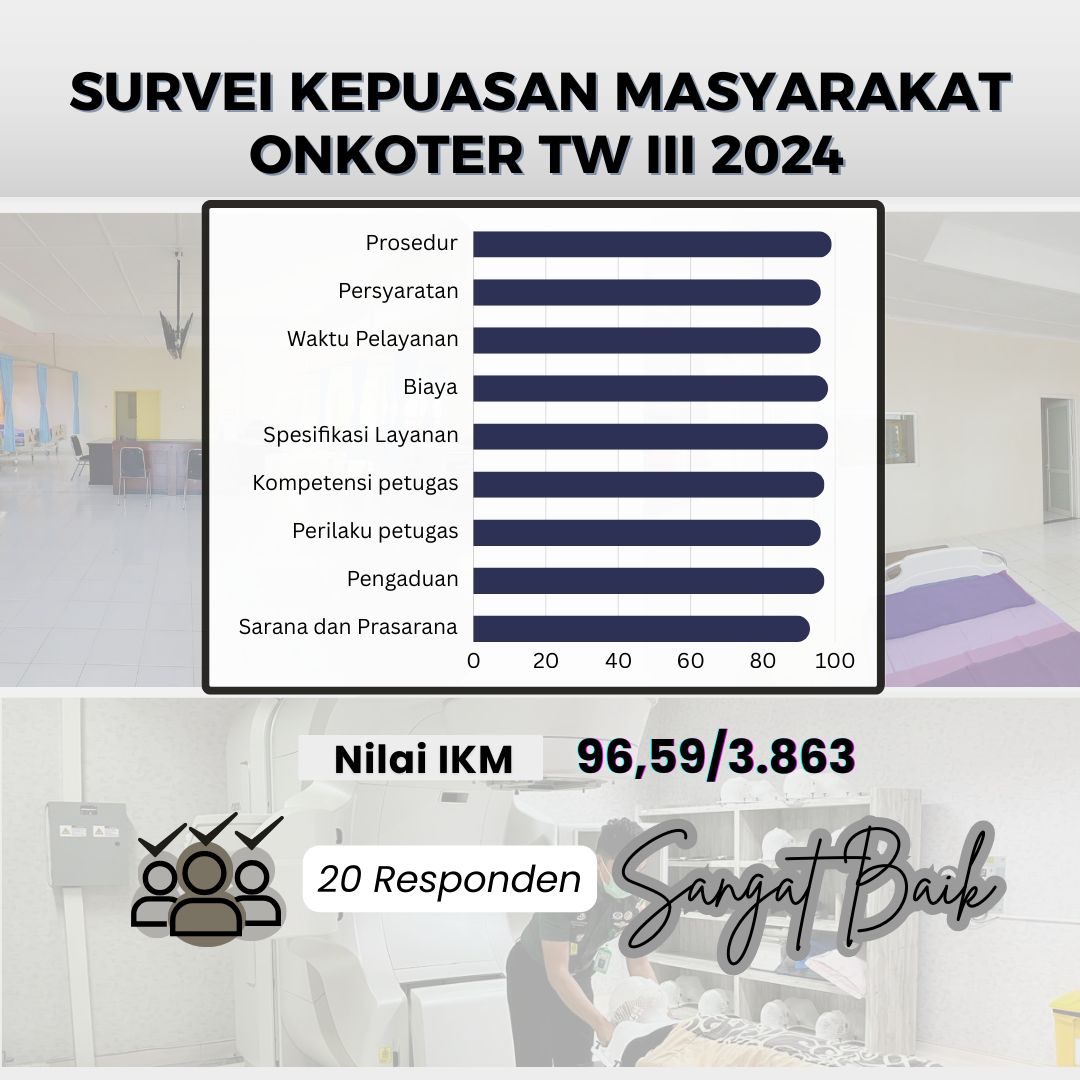 SURVEI KEPUASAN MASYARAKAT
ONKOTER TW III 2024
Prosedur
Persyaratan
Waktu Pelayanan
Biaya
Spesifikasi Layanan
Kompetensi petugas
Perilaku petugas
Pengaduan
Sarana dan Prasarana
0 20 40 60 80 100
Nilai IKM 96,59/3.863
20 Responden Sangat Baik